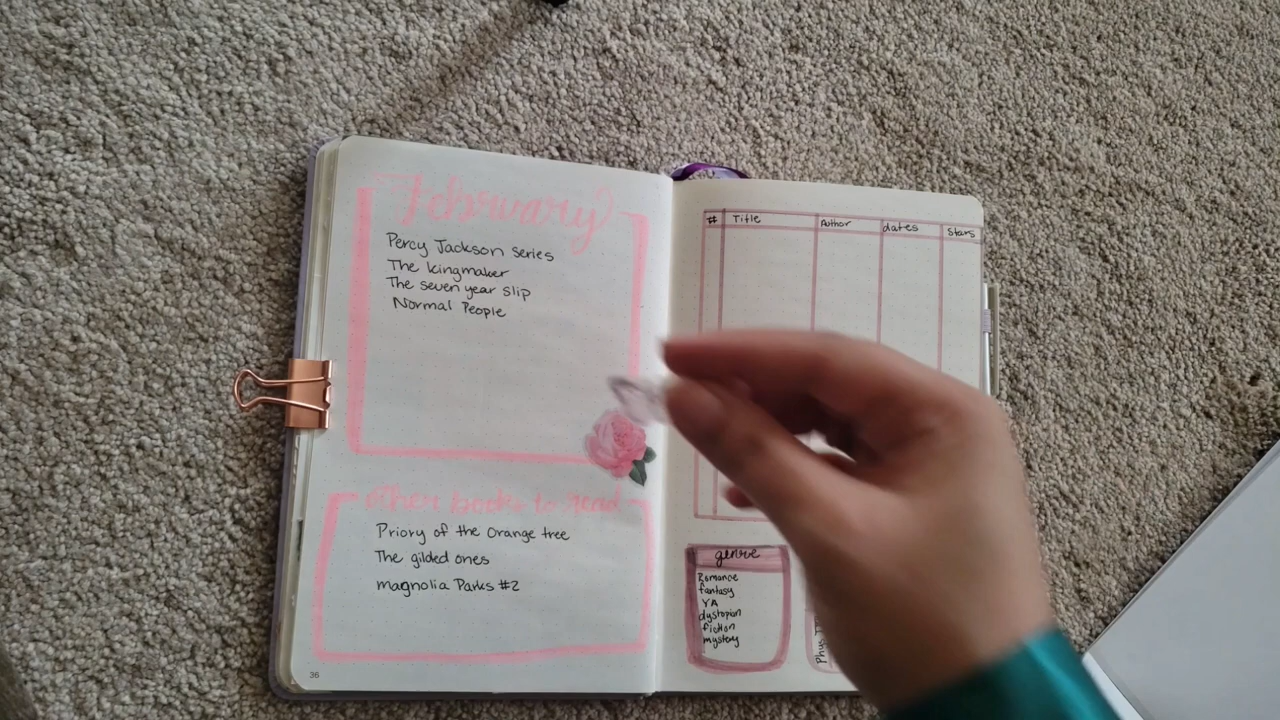 February
Percy Jackson series
The kingmaker
The seven year slip
Normal People
other books to read
Priory of the Orange tree
The gilded ones
magnolia Parks #2
36
# Title Author dates Stars
genre
Romance
fantasy
YA
dystopian
fiction
mystery